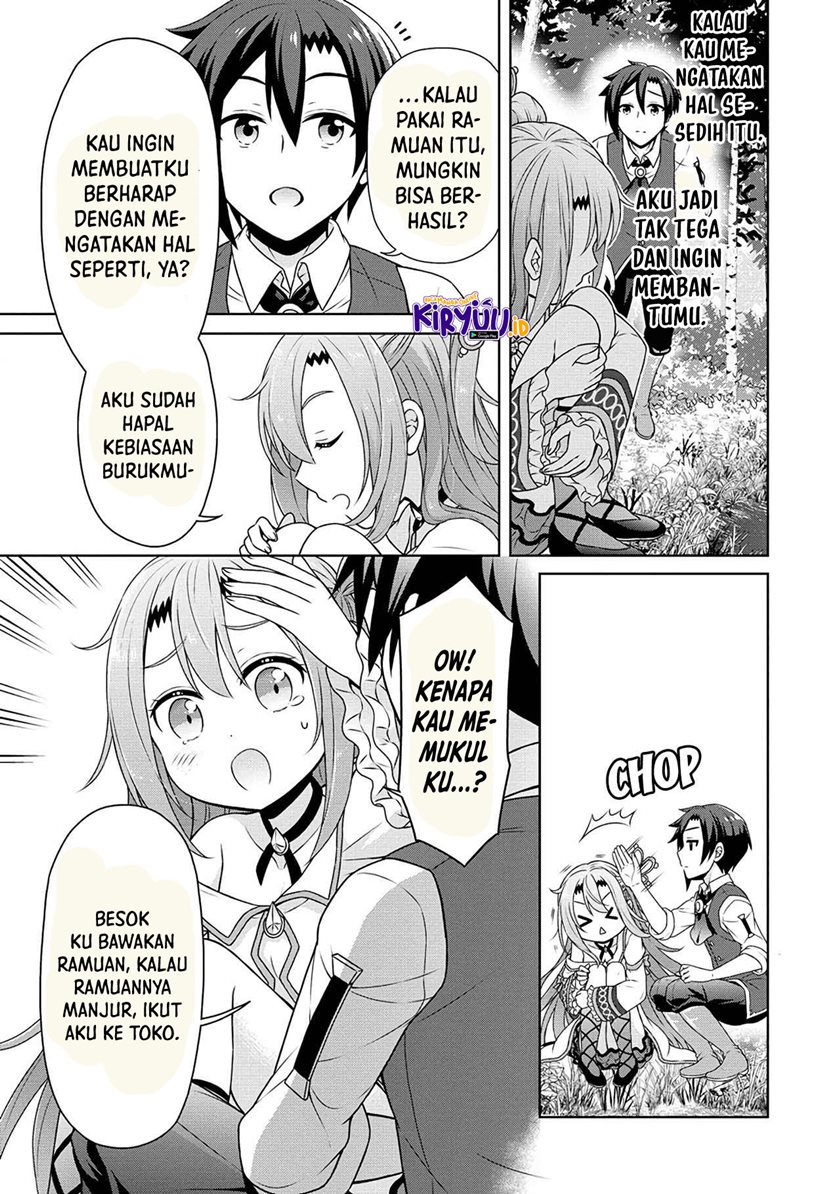 KALAU
KAU ME-
NGATAKAN
HAL SE-
SEDIH ITU.
AKU JADI
TAK TEGA
DAN INGIN
MEMBAN-
TUMU.
...KALAU
PAKAI RA-
MUAN ITU,
MUNGKIN
BISA BER-
HASIL?
KAU INGIN
MEMBUATKU
BERHARAP
DENGAN ME-
NGATAKAN HAL
SEPERTI, YA?
KIRYUU.ID
AKU SUDAH
HAPAL
KEBIASAAN
BURUKMU-
CHOP
OW!
KENAPA
KAU ME-
MUKUL
KU...?
BESOK
KU BAWAKAN
RAMUAN, KALAU
RAMUANNYA
MANJUR, IKUT
AKU KE TOKO.